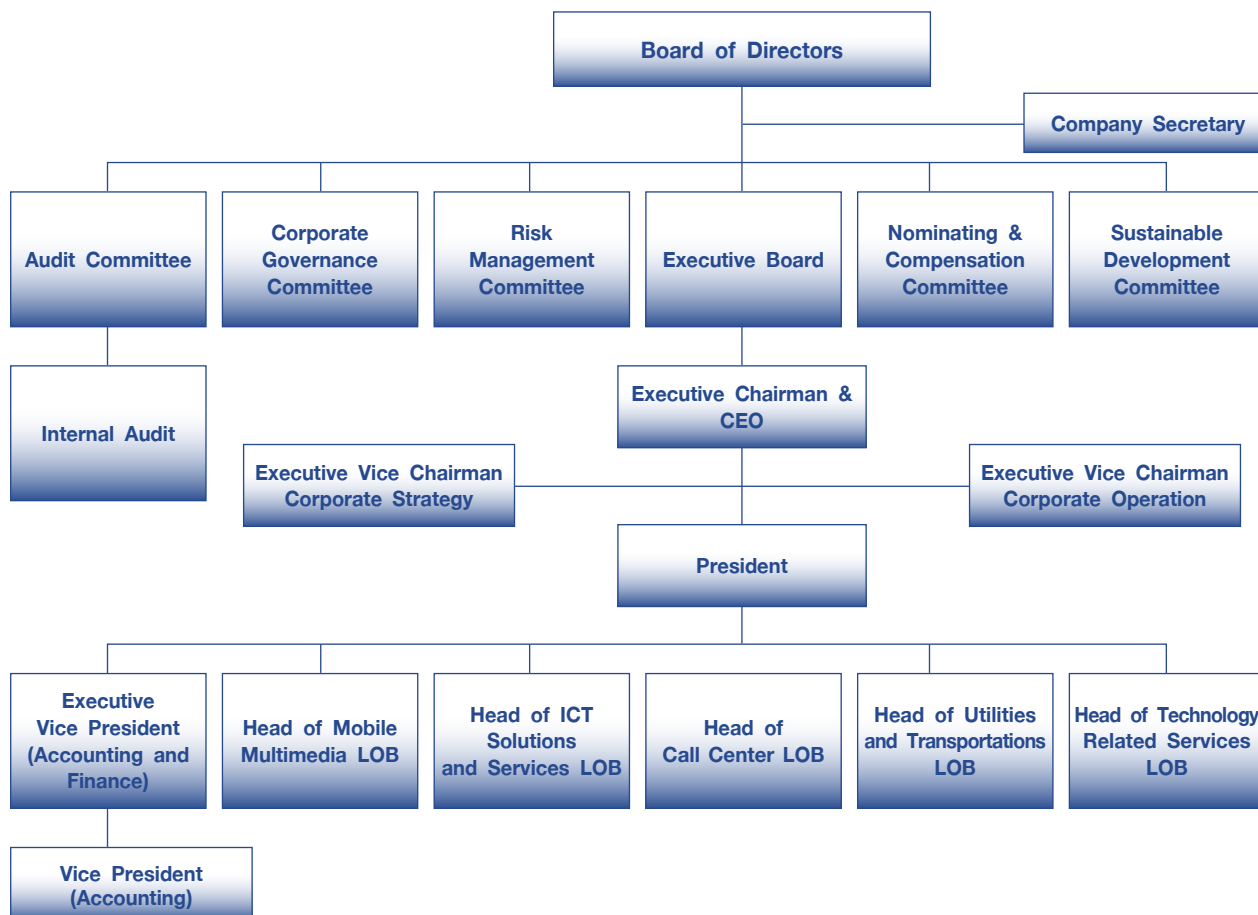 Board of Directors
Company Secretary
Audit Committee
Corporate
Governance
Committee
Risk
Management
Committee
Executive Board
Nominating &
Compensation
Committee
Sustainable
Development
Committee
Internal Audit
Executive Chairman &
CEO
Executive Vice Chairman
Corporate Strategy
Executive Vice Chairman
Corporate Operation
President
Executive
Vice President
(Accounting and
Finance)
Head of Mobile
Multimedia LOB
Head of ICT
Solutions
and Services LOB
Head of
Call Center LOB
Head of Utilities
and Transportations
LOB
Head of Technology
Related Services
LOB
Vice President
(Accounting)